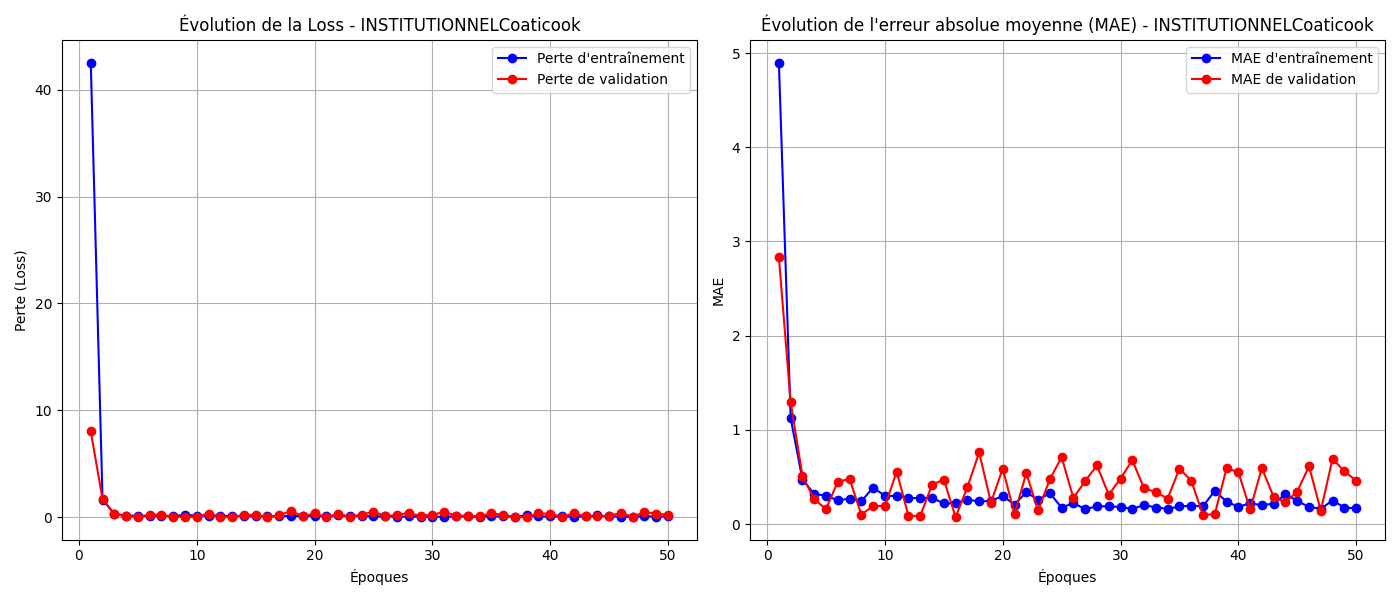 Évolution de la Loss - INSTITUTIONNELCoaticook
Perte d'entraînement
Perte de validation
40
30
20
10
0
Perte (Loss)
0 10 20 30 40 50
Époques
Évolution de l'erreur absolue moyenne (MAE) - INSTITUTIONNELCoaticook
MAE d'entraînement
MAE de validation
5
4
3
2
1
0
MAE
0 10 20 30 40 50
Époques